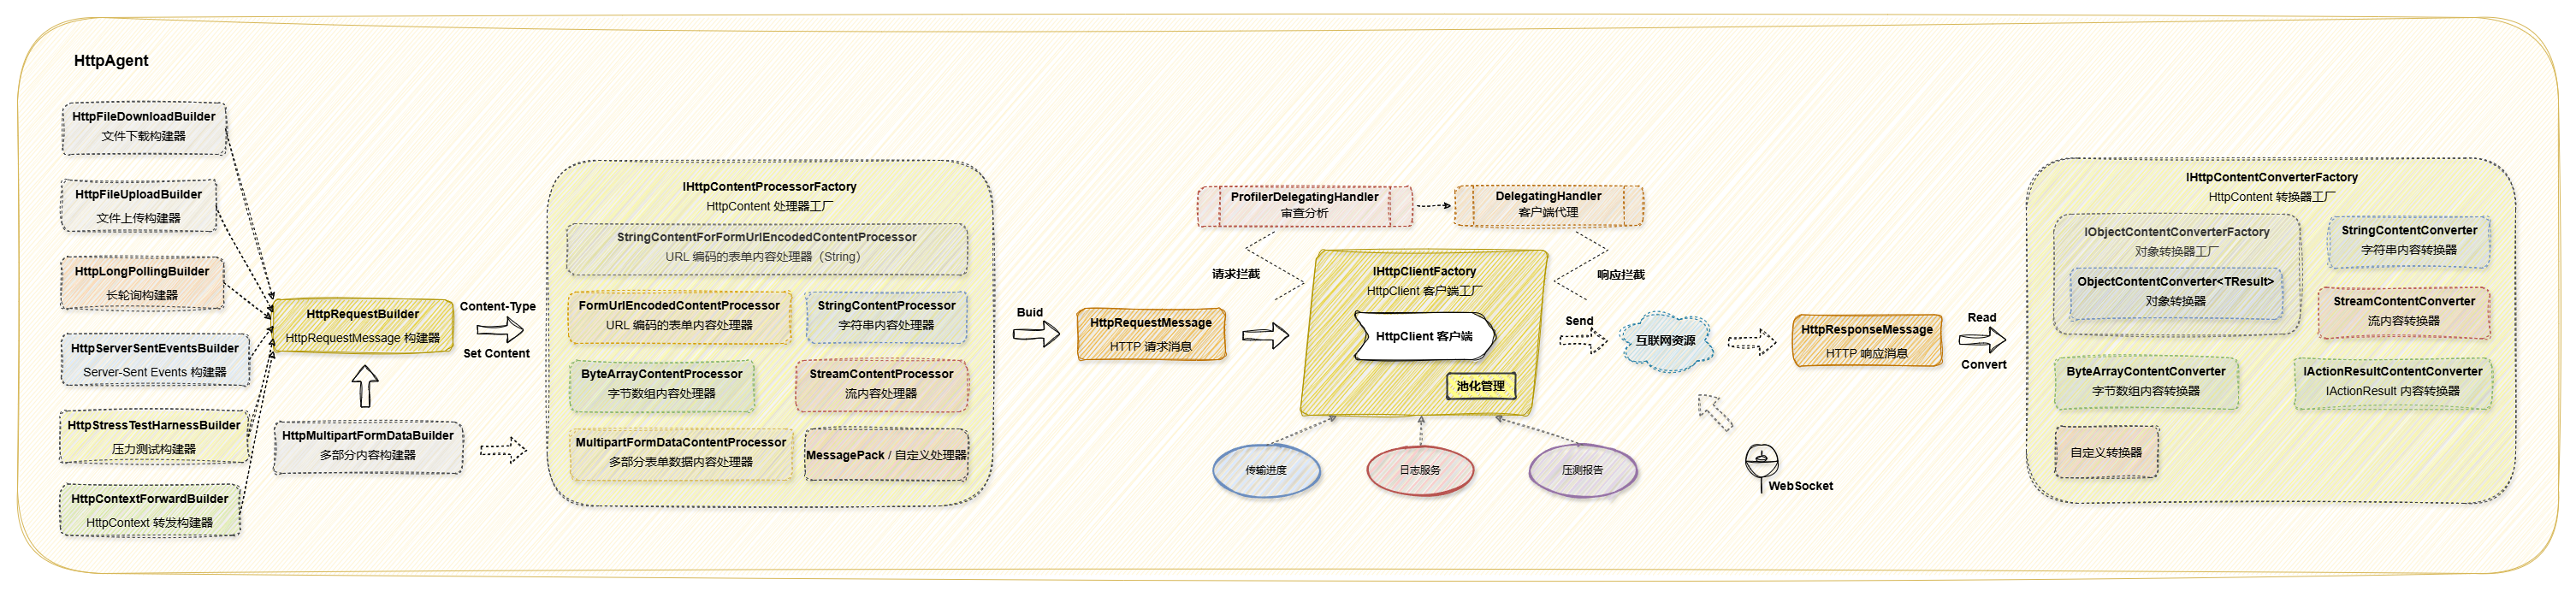 HttpAgent
HttpFileDownloadBuilder
文件下载构建器
HttpFileUploadBuilder
文件上传构建器
HttpLongPollingBuilder
长轮询构建器
HttpServerSentEventsBuilder
Server-Sent Events 构建器
HttpStressTestHarnessBuilder
压力测试构建器
HttpContextForwardBuilder
HttpContext 转发构建器
HttpRequestBuilder
HttpRequestMessage 构建器
HttpMultipartFormDataBuilder
多部分内容构建器
Content-Type
Set Content
IHttpContentProcessorFactory
HttpContent 处理器工厂
StringContentForFormUrlEncodedContentProcessor
URL 编码的表单内容处理器（String）
FormUrlEncodedContentProcessor
URL 编码的表单内容处理器
StringContentProcessor
字符串内容处理器
ByteArrayContentProcessor
字节数组内容处理器
StreamContentProcessor
流内容处理器
MultipartFormDataContentProcessor
多部分表单数据内容处理器
MessagePack / 自定义处理器
Buid
HttpRequestMessage
HTTP 请求消息
ProfilerDelegatingHandler
审查分析
DelegatingHandler
客户端代理
请求拦截
响应拦截
IHttpClientFactory
HttpClient 客户端工厂
HttpClient 客户端
池化管理
传输进度
日志服务
压测报告
Send
互联网资源
WebSocket
HttpResponseMessage
HTTP 响应消息
Read
Convert
IHttpContentConverterFactory
HttpContent 转换器工厂
IObjectContentConverterFactory
对象转换器工厂
ObjectContentConverter<TResult>
对象转换器
StringContentConverter
字符串内容转换器
StreamContentConverter
流内容转换器
ByteArrayContentConverter
字节数组内容转换器
IActionResultContentConverter
IActionResult 内容转换器
自定义转换器